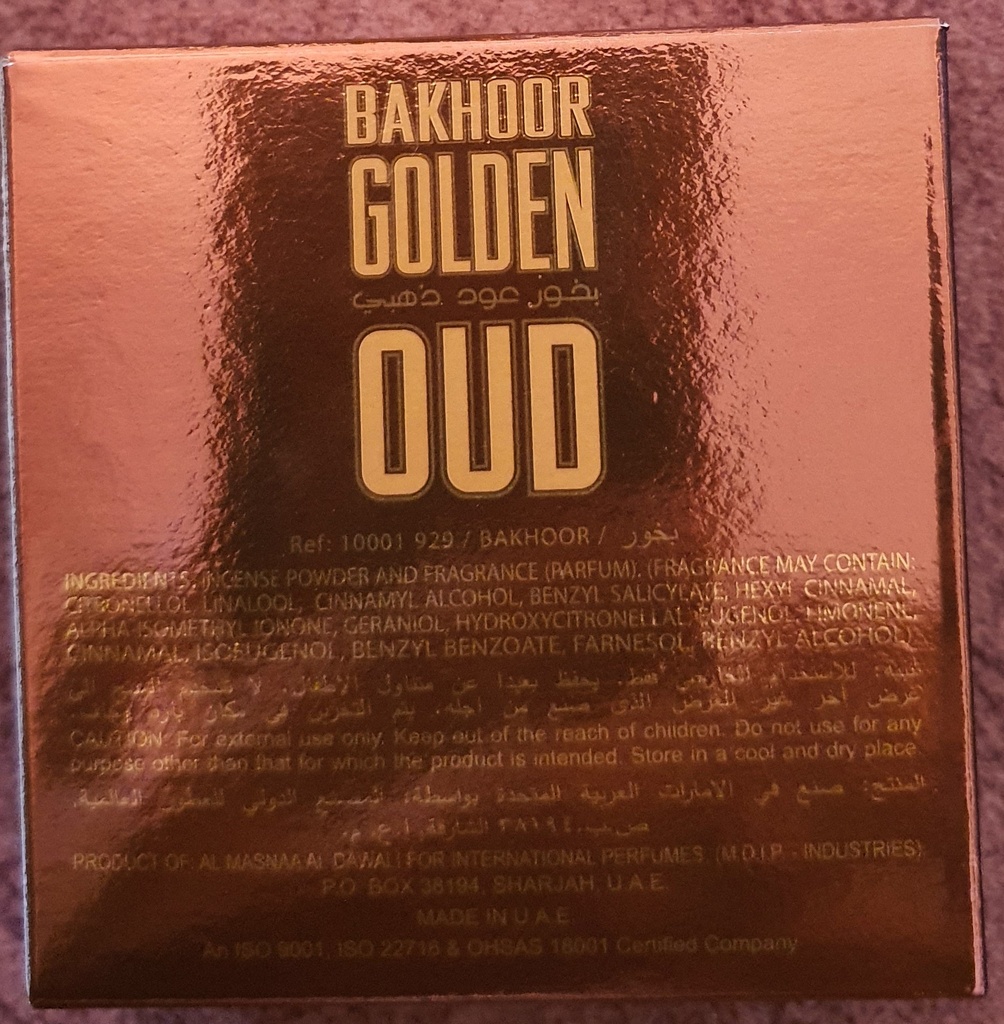 BAKHOOR
GOLDEN
بخور عود ذهبي
OUD
Ref: 10001 929 / BAKHOOR / بخور
INGREDIENTS: INCENSE POWDER AND FRAGRANCE (PARFUM). (FRAGRANCE MAY CONTAIN:
CITRONELLOL, LINALOOL, CINNAMYL ALCOHOL, BENZYL SALICYLATE, HEXYL CINNAMAL,
ALPHA ISOMETHYL IONONE, GERANIOL, HYDROXYCITRONELLAL, EUGENOL, LIMONENE,
CINNAMAL, ISOEUGENOL, BENZYL BENZOATE, FARNESOL, BENZYL ALCOHOL).
تنبيه: للاستعمال الخارجي فقط. يحفظ بعيدا عن متناول الاطفال. لا يستخدم المنتج الى
غرض آخر غير الغرض الذى صنع من أجله. يتم التخزين في مكان بارد وجاف.
CAUTION: For external use only. Keep out of the reach of children. Do not use for any
purpose other than that for which the product is intended. Store in a cool and dry place.
المنتج: صنع في الامارات العربية المتحدة بواسطة، المصنع الدولي للعطور العالمية.
ص.ب. ٣٨١٩٤ الشارقة, ا.ع.م.
PRODUCT OF: AL MASNAA AL DAWALI FOR INTERNATIONAL PERFUMES. (M.D.I.P. - INDUSTRIES)
P.O. BOX 38194, SHARJAH, U.A.E.
MADE IN U.A.E.
An ISO 9001, ISO 22716 & OHSAS 18001 Certified Company